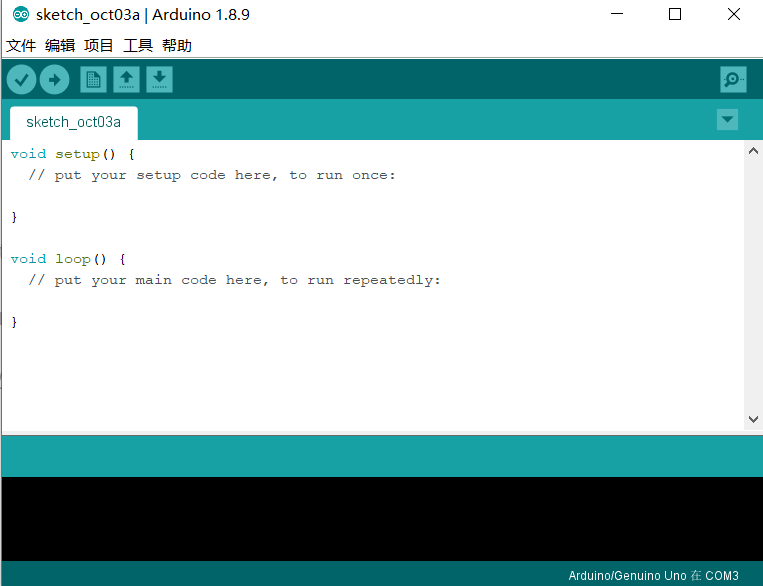 sketch_oct03a | Arduino 1.8.9
文件 编辑 项目 工具 帮助
sketch_oct03a
void setup() {
  // put your setup code here, to run once:
}
void loop() {
  // put your main code here, to run repeatedly:
}
Arduino/Genuino Uno 在 COM3